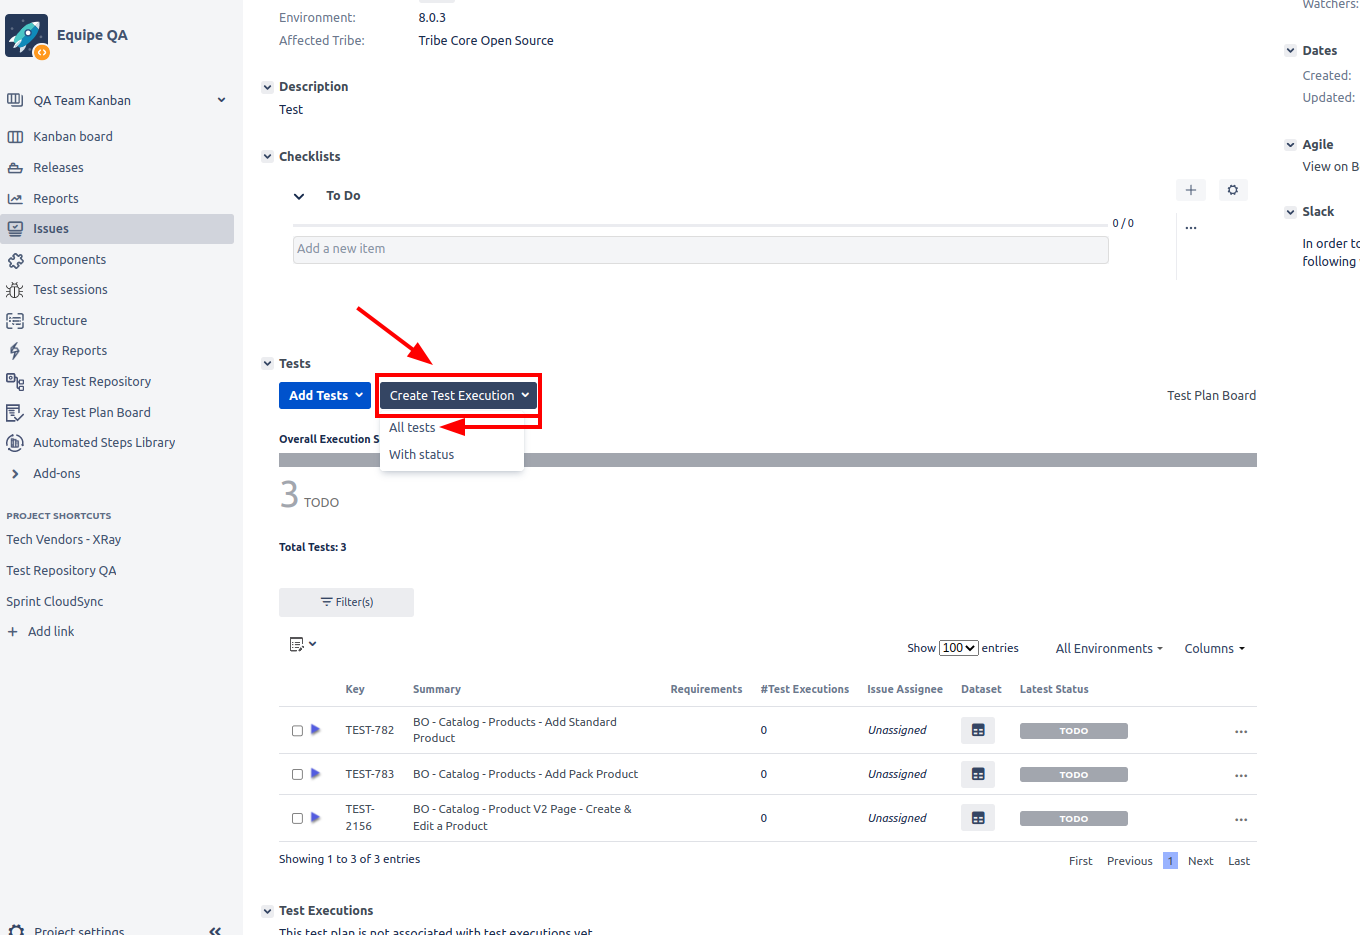 Equipe QA
QA Team Kanban
Kanban board
Releases
Reports
Issues
Components
Test sessions
Structure
Xray Reports
Xray Test Repository
Xray Test Plan Board
Automated Steps Library
Add-ons
PROJECT SHORTCUTS
Tech Vendors - XRay
Test Repository QA
Sprint CloudSync
+ Add link
Project settings
Environment: 8.0.3
Affected Tribe: Tribe Core Open Source
Description
Test
Checklists
To Do
0 / 0
Add a new item
Tests
Add Tests
Create Test Execution
Test Plan Board
All tests
With status
Overall Execution S
3 TODO
Total Tests: 3
Filter(s)
Show 100 entries All Environments Columns
Key Summary Requirements #Test Executions Issue Assignee Dataset Latest Status
TEST-782 BO - Catalog - Products - Add Standard Product 0 Unassigned TODO
TEST-783 BO - Catalog - Products - Add Pack Product 0 Unassigned TODO
TEST-2156 BO - Catalog - Product V2 Page - Create & Edit a Product 0 Unassigned TODO
Showing 1 to 3 of 3 entries
First Previous 1 Next Last
Test Executions
This test plan is not associated with test executions yet
Watchers:
Dates
Created:
Updated:
Agile
View on B
Slack
In order to
following